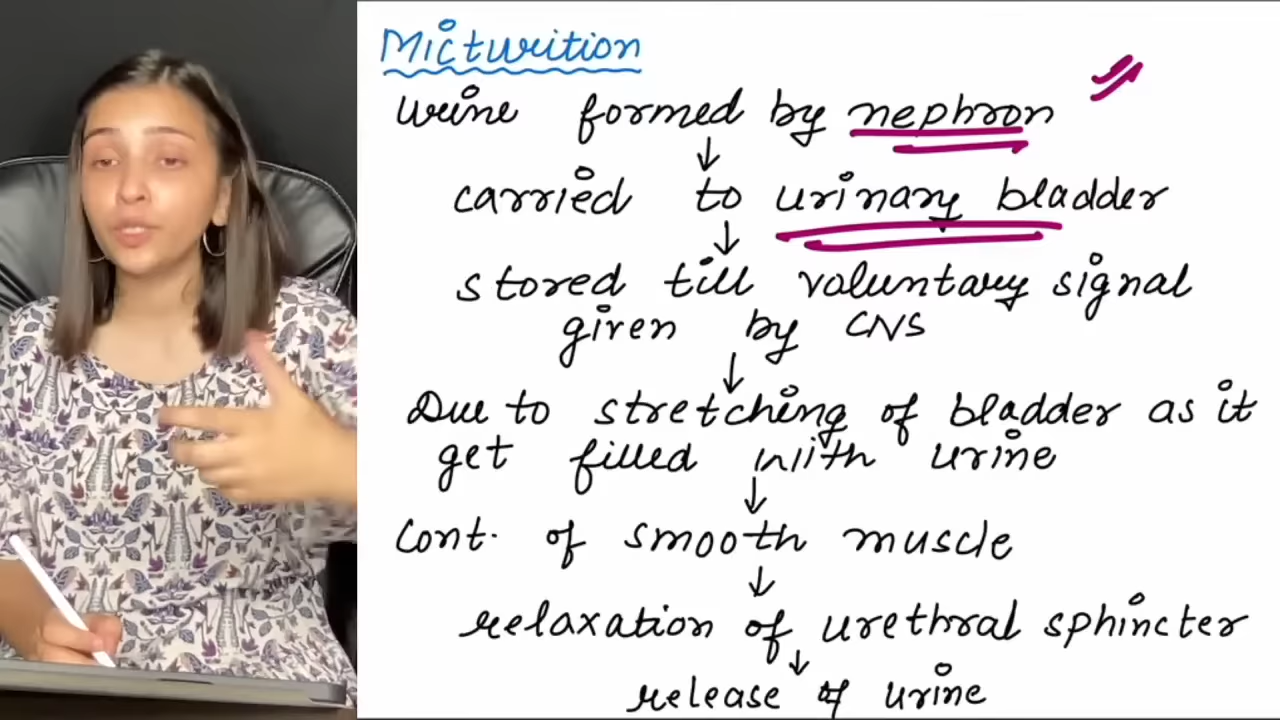 Micturition
urine formed by nephron
carried to urinary bladder
stored till voluntary signal
given by CNS
Due to stretching of bladder as it
get filled with urine
Cont. of smooth muscle
relaxation of urethral sphincter
release of urine